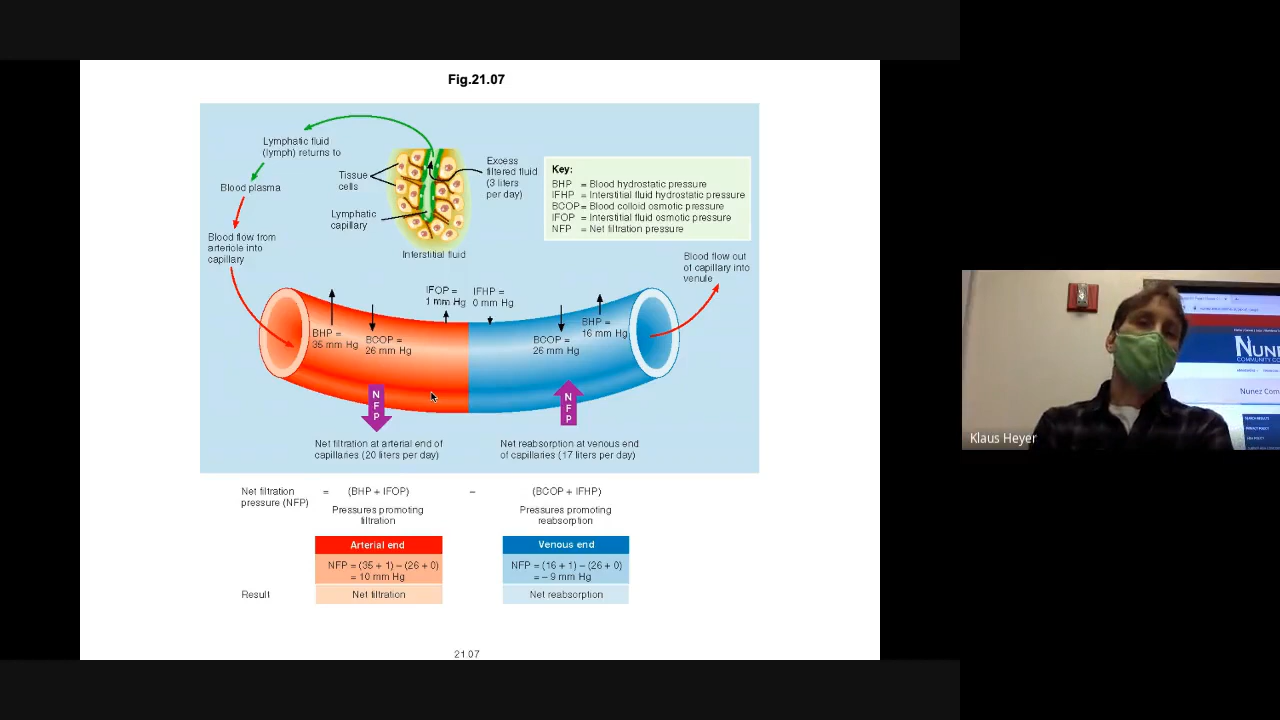 Fig.21.07
Lymphatic fluid
(lymph) returns to
Blood plasma
Blood flow from
arteriole into
capillary
Tissue
cells
Lymphatic
capillary
Excess
filtered fluid
(3 liters
per day)
Interstitial fluid
Key:
BHP = Blood hydrostatic pressure
IFHP = Interstitial fluid hydrostatic pressure
BCOP = Blood colloid osmotic pressure
IFOP = Interstitial fluid osmotic pressure
NFP = Net filtration pressure
Blood flow out
of capillary into
venule
IFOP =
1 mm Hg
IFHP =
0 mm Hg
BHP =
35 mm Hg
BCOP =
26 mm Hg
BCOP =
26 mm Hg
BHP =
16 mm Hg
NFP
NFP
Net filtration at arterial end of
capillaries (20 liters per day)
Net reabsorption at venous end
of capillaries (17 liters per day)
Net filtration
pressure (NFP)
= (BHP + IFOP) – (BCOP + IFHP)
Pressures promoting
filtration
Pressures promoting
reabsorption
Arterial end
NFP = (35 + 1) – (26 + 0)
= 10 mm Hg
Venous end
NFP = (16 + 1) – (26 + 0)
= – 9 mm Hg
Result
Net filtration
Net reabsorption
21 07
Klaus Heyer
NUNEZ
COMMUNITY CO
Nunez Com